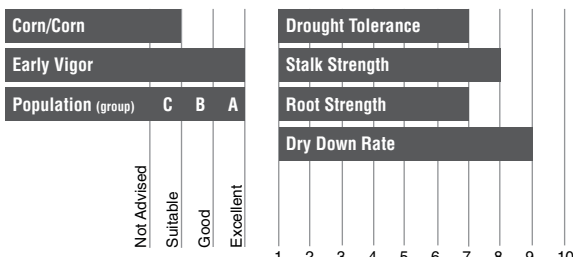 Corn/Corn
Early Vigor
Population (group) C B A
Not Advised
Suitable
Good
Excellent
Drought Tolerance
Stalk Strength
Root Strength
Dry Down Rate
1 2 3 4 5 6 7 8 9 10